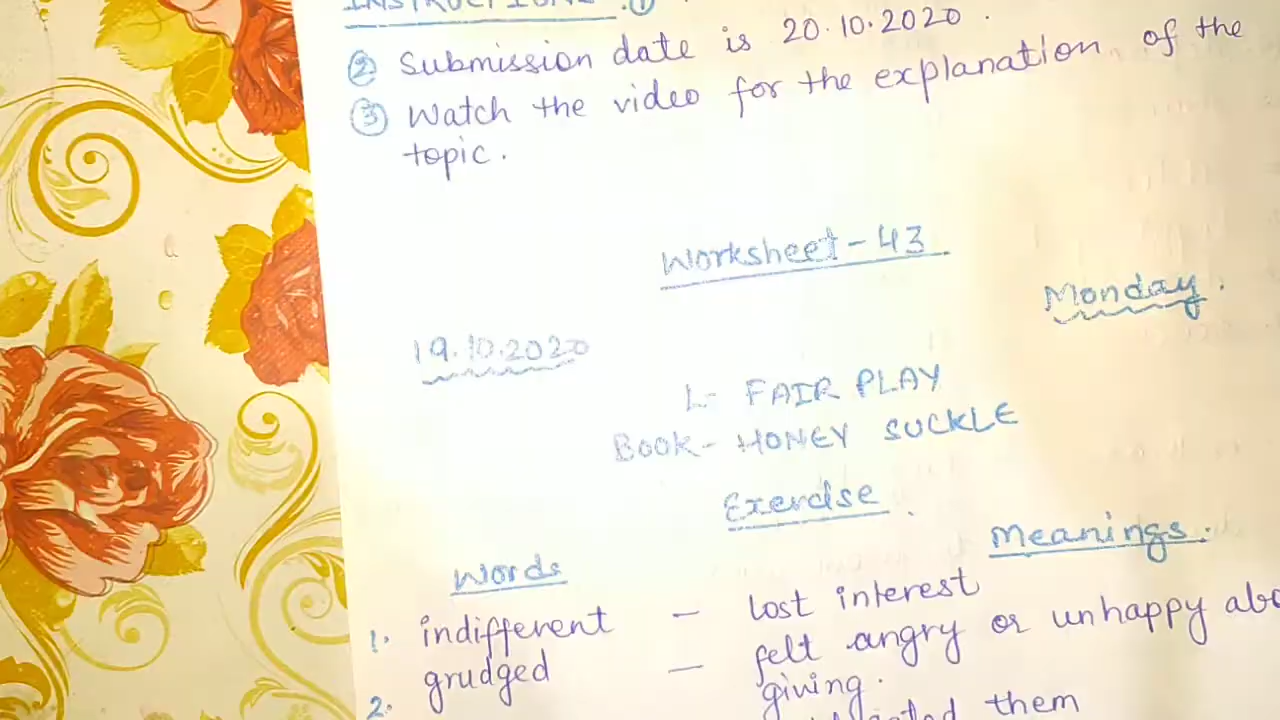 INSTRUCTIONS :①
② Submission date is 20.10.2020.
③ Watch the video for the explanation of the
topic.
Worksheet-43
Monday.
19.10.2020
L- FAIR PLAY
BOOK- HONEY SUCKLE
Exercise
Words Meanings.
1. indifferent - lost interest
2. grudged - felt angry or unhappy
giving.
them